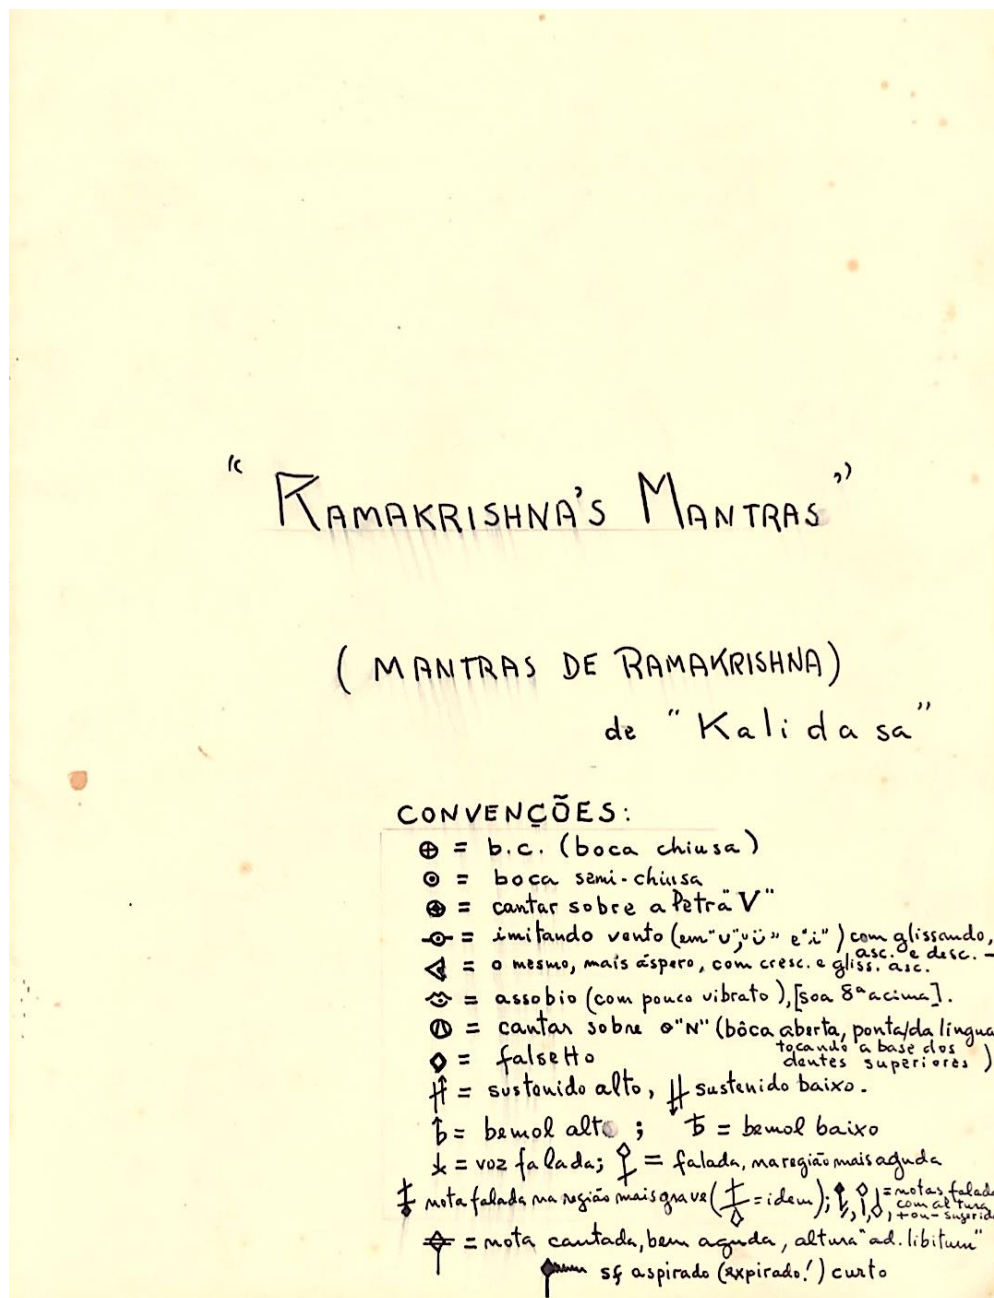 "RAMAKRISHNA'S MANTRAS"
(MANTRAS DE RAMAKRISHNA)
de "Kalidasa"
CONVENÇÕES:
⊕ = b.c. (boca chiusa)
⊙ = boca semi-chiusa
= cantar sobre a letra "V"
= imitando vento (em "u", "ü" e "i") com glissando,
asc. e desc. -
= o mesmo, mais áspero, com cresc. e gliss. asc.
= assobio (com pouco vibrato), [soa 8ª acima].
= cantar sobre o "N" (bôca aberta, ponta/da língua
tocando a base dos
dentes superiores)
◊ = falsetto
= sustenido alto, sustenido baixo.
= bemol alto ; = bemol baixo
= voz falada; = falada, na região mais aguda
nota falada na região mais grave ( = idem); = notas falad
com altura
+ ou - sugerid
= nota cantada, bem aguda, altura "ad. libitum"
sf aspirado (expirado!) curto